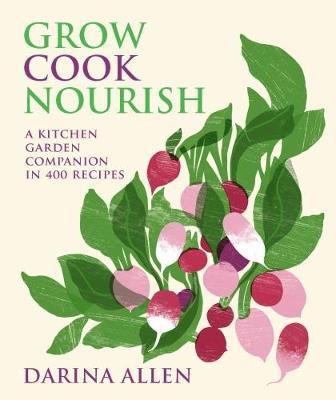 GROW
COOK
NOURISH
A KITCHEN
GARDEN
COMPANION
IN 400 RECIPES
DARINA ALLEN